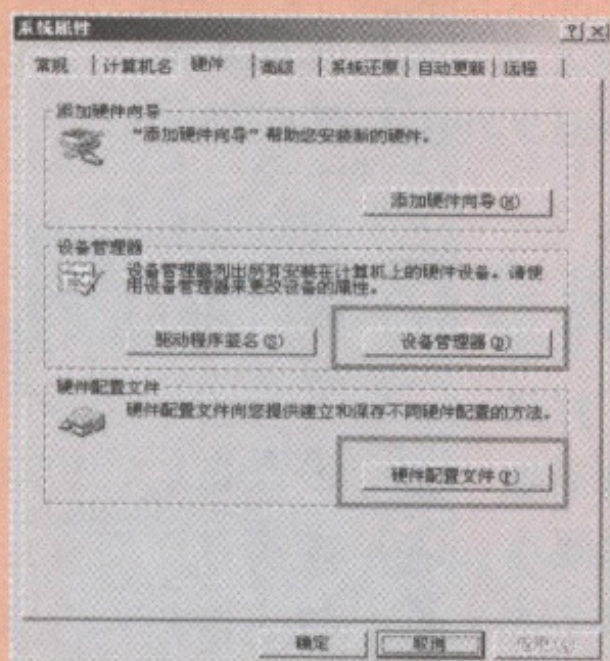 系统属性
常规 计算机名 硬件 高级 系统还原 自动更新 远程
添加硬件向导
“添加硬件向导”帮助您安装新的硬件。
添加硬件向导(H)
设备管理器
设备管理器列出所有安装在计算机上的硬件设备。请使
用设备管理器来更改设备的属性。
驱动程序签名(S) 设备管理器(D)
硬件配置文件
硬件配置文件向您提供建立和保存不同硬件配置的方法。
硬件配置文件(P)
确定 取消